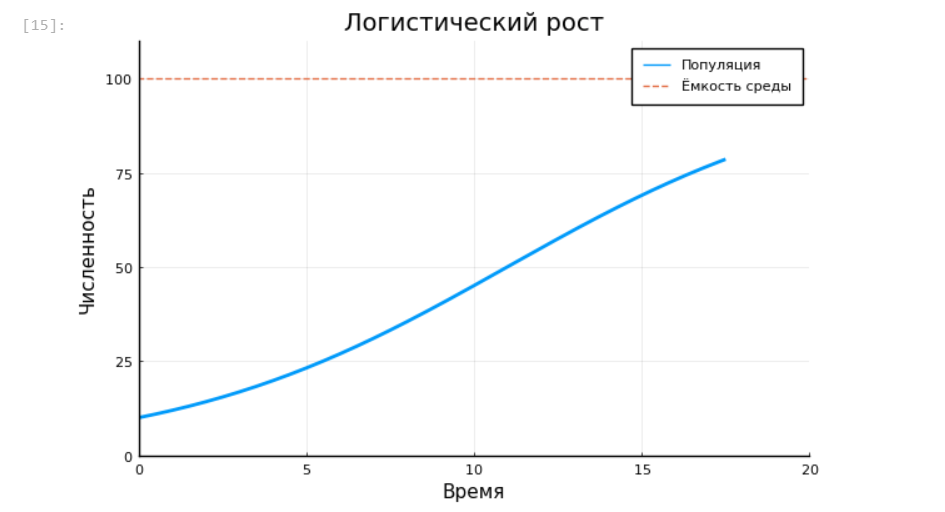 [15]:
Логистический рост
Популяция
Ёмкость среды
100
75
50
25
0
Численность
0 5 10 15 20
Время